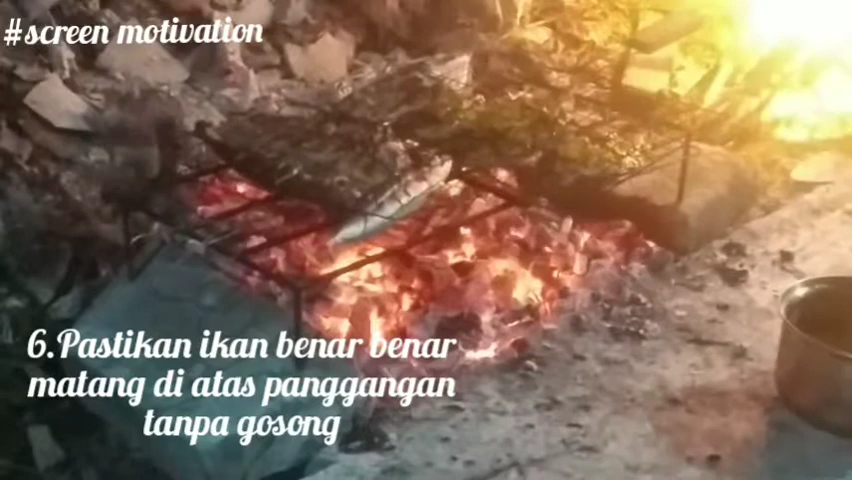 #screen motivation
6.Pastikan ikan benar benar
matang di atas panggangan
tanpa gosong